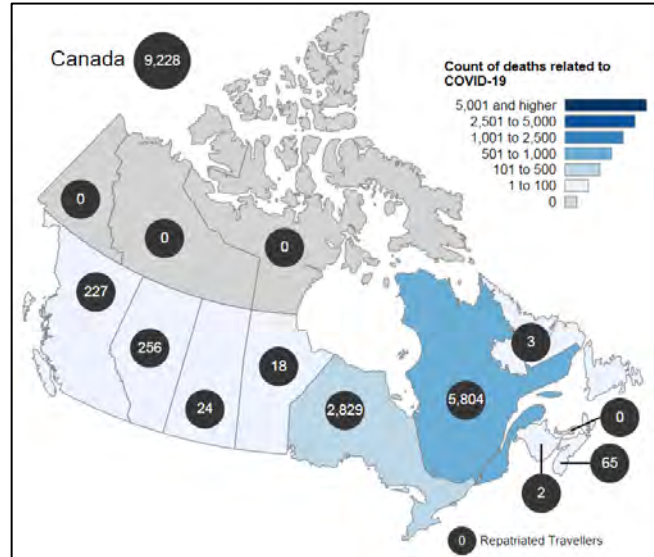 Canada 9,228
Count of deaths related to
COVID-19
5,001 and higher
2,501 to 5,000
1,001 to 2,500
501 to 1,000
101 to 500
1 to 100
0
0
0
0
227
256
24
18
2,829
5,804
3
0
65
2
0 Repatriated Travellers